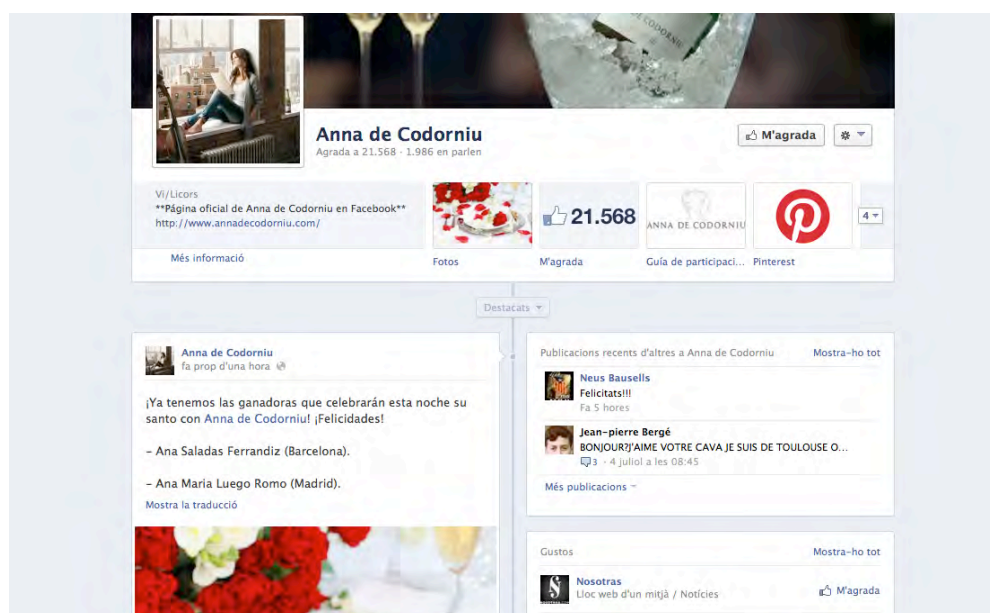 DE CODORNIU
Anna de Codorniu
Agrada a 21.568 · 1.986 en parlen
M'agrada
Vi/Licors
**Página oficial de Anna de Codorniu en Facebook**
http://www.annadecodorniu.com/
Més informació
21.568
ANNA DE CODORNIU
4
Fotos
M'agrada
Guía de participaci...
Pinterest
Destacats
Anna de Codorniu
fa prop d'una hora
¡Ya tenemos las ganadoras que celebrarán esta noche su
santo con Anna de Codorniu! ¡Felicidades!
– Ana Saladas Ferrandiz (Barcelona).
– Ana Maria Luego Romo (Madrid).
Mostra la traducció
Publicacions recents d'altres a Anna de Codorniu
Mostra-ho tot
Neus Bausells
Felicitats!!!
Fa 5 hores
Jean-pierre Bergé
BONJOUR?J'AIME VOTRE CAVA JE SUIS DE TOULOUSE O...
3 · 4 juliol a les 08:45
Més publicacions
Gustos
Mostra-ho tot
Nosotras
Lloc web d'un mitjà / Notícies
M'agrada